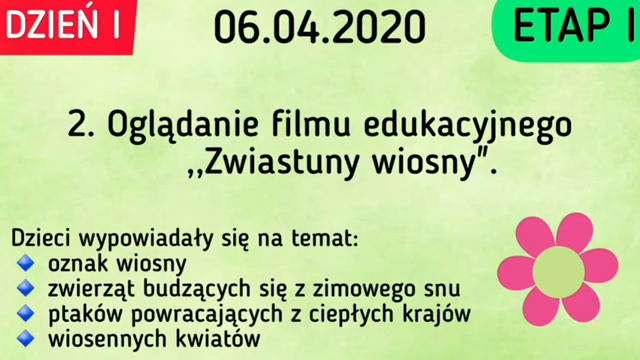 DZIEŃ I
06.04.2020
ETAP I
2. Oglądanie filmu edukacyjnego
,,Zwiastuny wiosny".
Dzieci wypowiadały się na temat:
oznak wiosny
zwierząt budzących się z zimowego snu
ptaków powracających z ciepłych krajów
wiosennych kwiatów